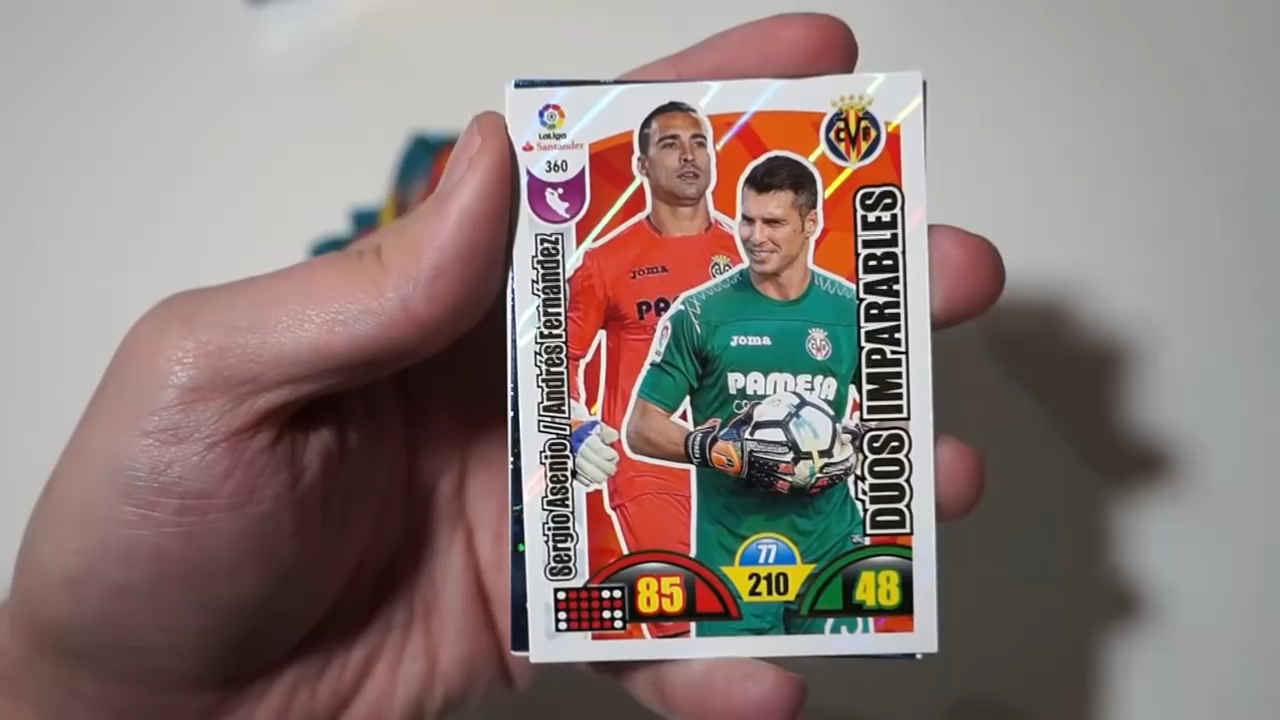 LaLiga
Santander
360
Sergio Asenjo // Andrés Fernández
DÚOS IMPARABLES
Joma
PA
Joma
PAMESA
77
85
210
48